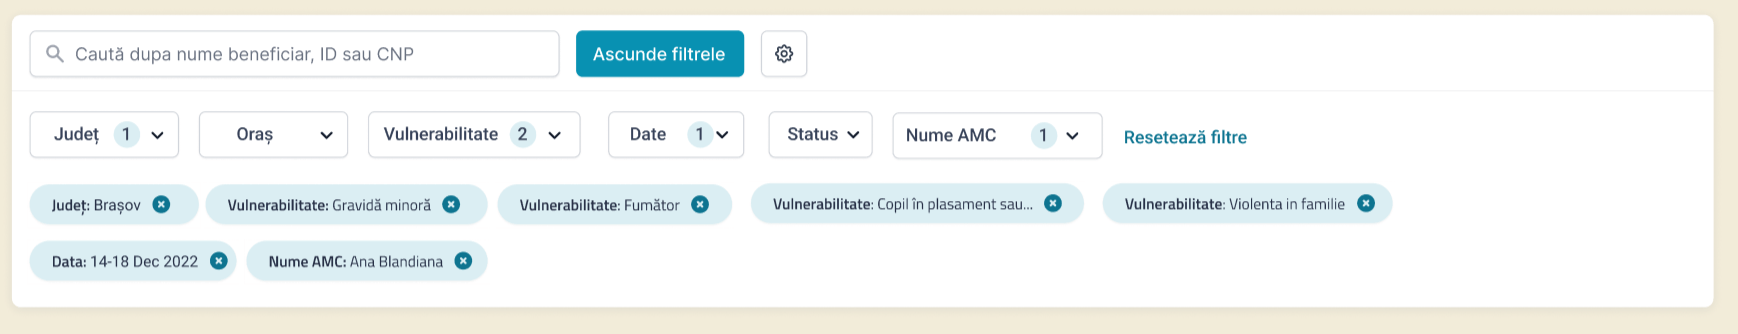 Caută dupa nume beneficiar, ID sau CNP Ascunde filtrele
Județ 1 Oraș Vulnerabilitate 2 Date 1 Status Nume AMC 1 Resetează filtre
Județ: Brașov Vulnerabilitate: Gravidă minoră Vulnerabilitate: Fumător Vulnerabilitate: Copil în plasament sau... Vulnerabilitate: Violenta in familie
Data: 14-18 Dec 2022 Nume AMC: Ana Blandiana